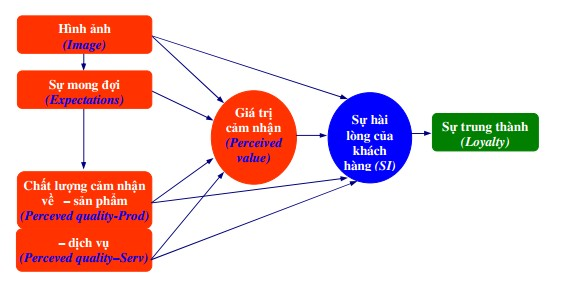 Hình ảnh
(Image)
Sự mong đợi
(Expectations)
Chất lượng cảm nhận
về – sản phẩm
(Perceved quality-Prod)
– dịch vụ
(Perceved quality–Serv)
Giá trị
cảm nhận
(Perceived
value)
Sự hài
lòng của
khách
hàng (SI)
Sự trung thành
(Loyalty)